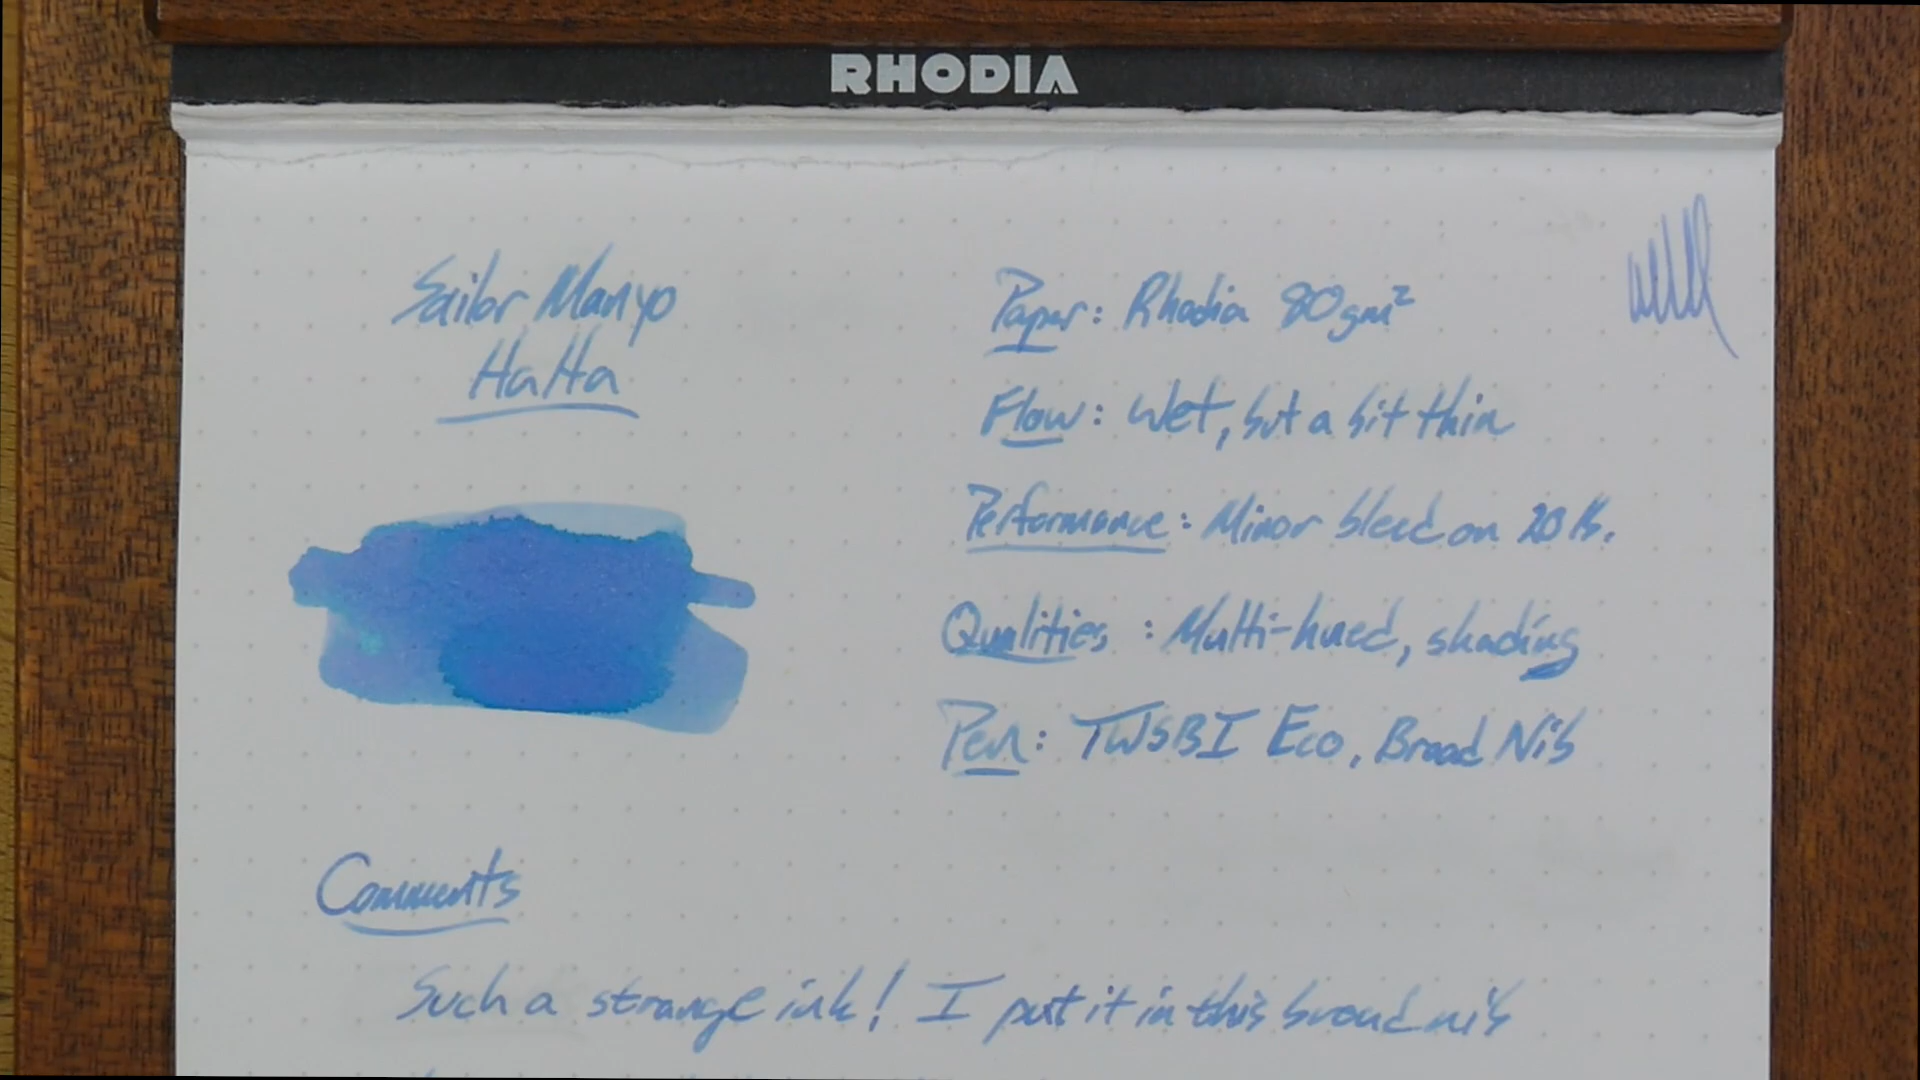 RHODIA
Sailor Manyo
HaHa
Paper: Rhodia 80gm²
Flow: Wet, but a bit thin
Performance: Minor bleed on 20 lb.
Qualities: Multi-hued, shading
Pen: TWSBI Eco, Broad Nib
Comments
Such a strange ink! I put it in this broad nib